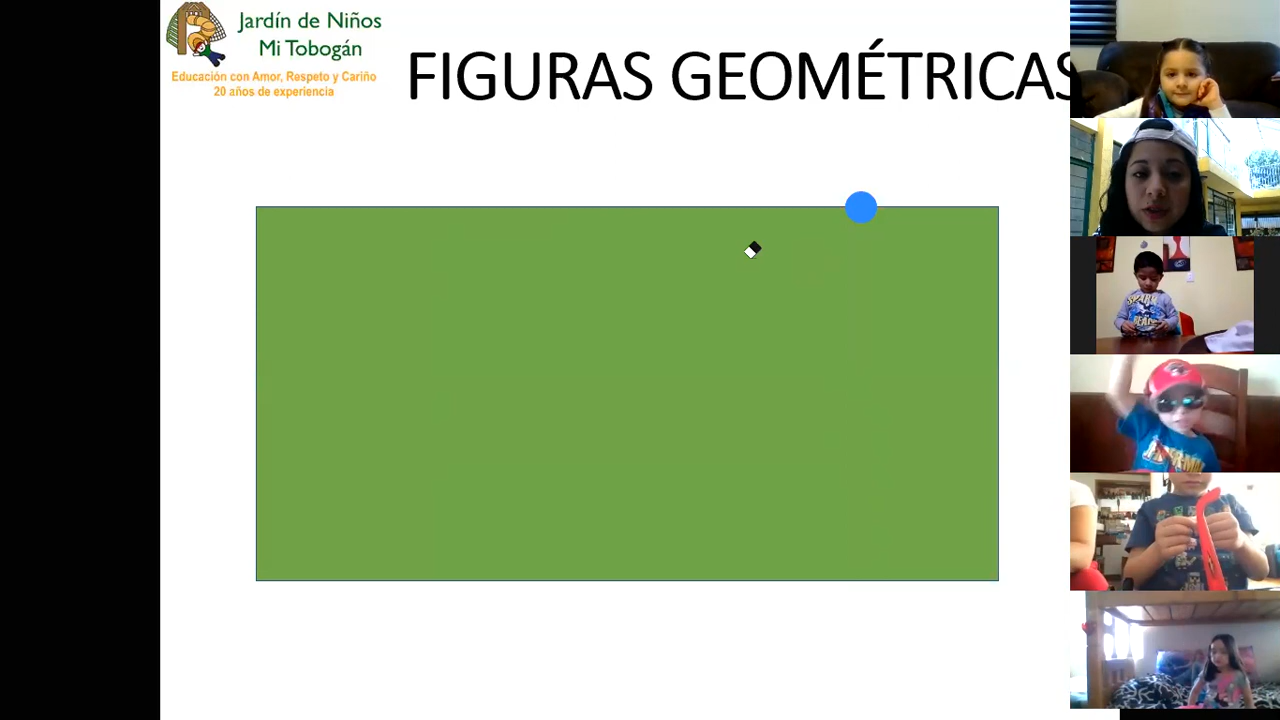 Jardín de Niños
Mi Tobogán
Educación con Amor, Respeto y Cariño
20 años de experiencia
FIGURAS GEOMÉTRICAS